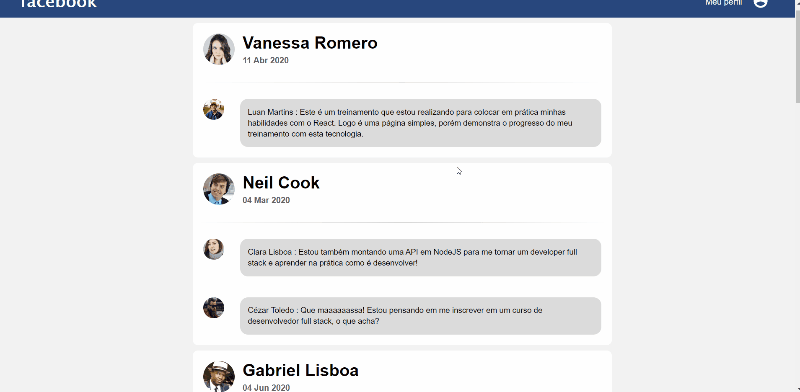 facebook
Meu perfil
Vanessa Romero
11 Abr 2020
Luan Martins : Este é um treinamento que estou realizando para colocar em prática minhas
habilidades com o React. Logo é uma página simples, porém demonstra o progresso do meu
treinamento com esta tecnologia.
Neil Cook
04 Mar 2020
Clara Lisboa : Estou também montando uma API em NodeJS para me tornar um developer full
stack e aprender na prática como é desenvolver!
Cézar Toledo : Que maaaaaassa! Estou pensando em me inscrever em um curso de
desenvolvedor full stack, o que acha?
Gabriel Lisboa
04 Jun 2020